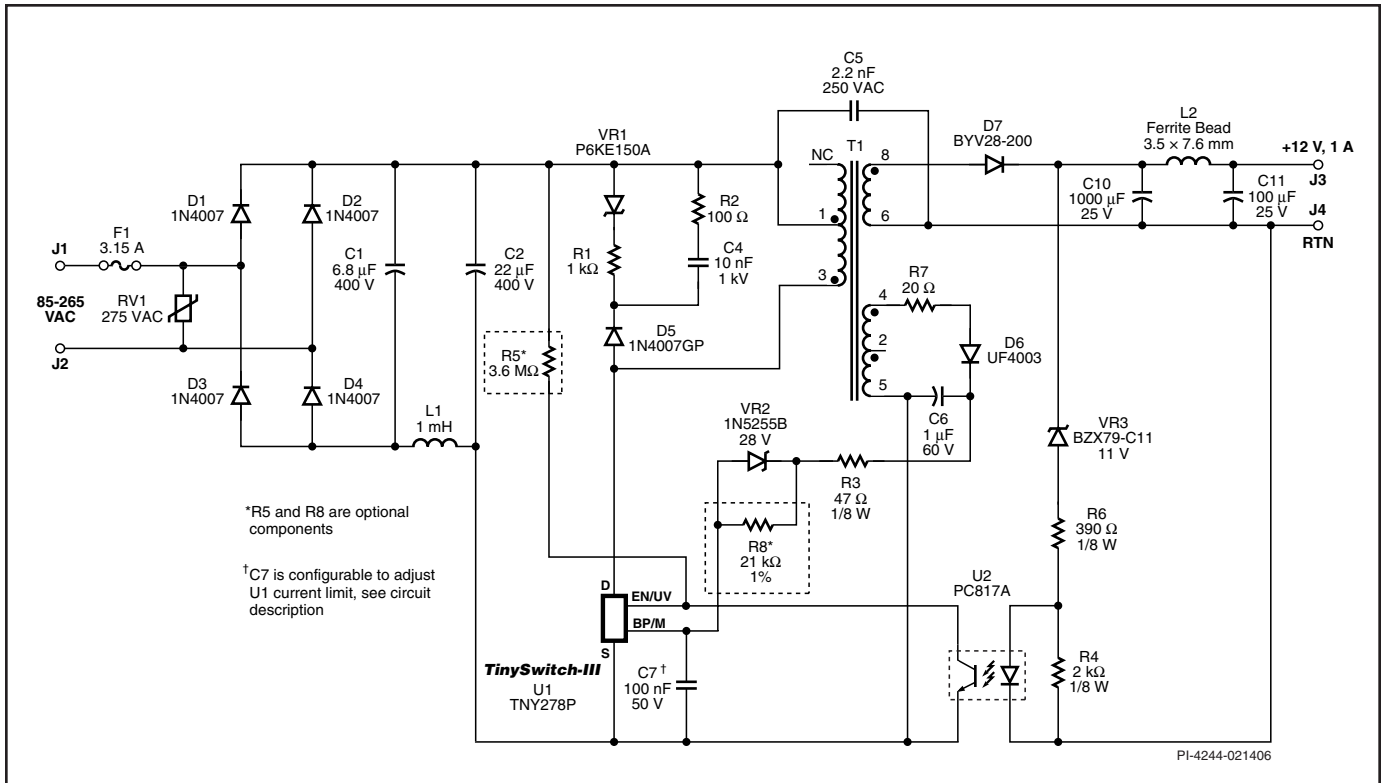 C5
2.2 nF
250 VAC
VR1
P6KE150A
NC
T1
8
D7
BYV28-200
L2
Ferrite Bead
3.5 × 7.6 mm
+12 V, 1 A
J3
D1
1N4007
D2
1N4007
R2
100 Ω
C10
1000 µF
25 V
C11
100 µF
25 V
J4
RTN
F1
3.15 A
J1
1
6
C1
6.8 µF
400 V
C2
22 µF
400 V
R1
1 kΩ
C4
10 nF
1 kV
3
R7
20 Ω
85-265
VAC
RV1
275 VAC
4
J2
R5*
3.6 MΩ
D5
1N4007GP
2
D6
UF4003
D3
1N4007
D4
1N4007
5
L1
1 mH
VR2
1N5255B
28 V
C6
1 µF
60 V
VR3
BZX79-C11
11 V
R3
47 Ω
1/8 W
*R5 and R8 are optional
components
R8*
21 kΩ
1%
R6
390 Ω
1/8 W
†C7 is configurable to adjust
U1 current limit, see circuit
description
D
EN/UV
BP/M
S
U2
PC817A
TinySwitch-III
U1
TNY278P
C7†
100 nF
50 V
R4
2 kΩ
1/8 W
PI-4244-021406